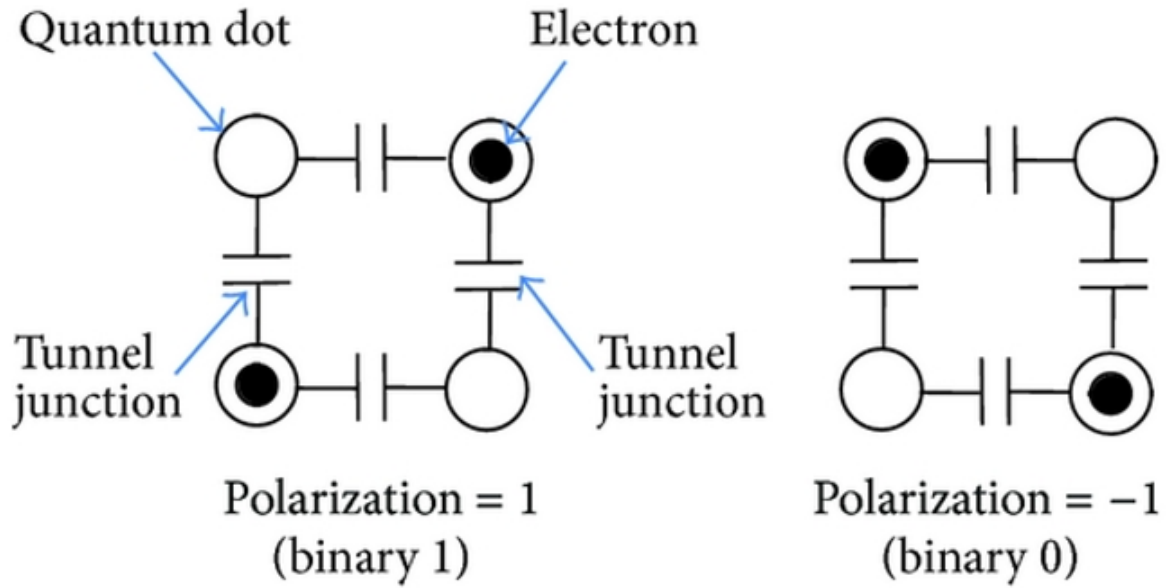 Quantum dot
Electron
Tunnel
junction
Tunnel
junction
Polarization = 1
(binary 1)
Polarization = −1
(binary 0)